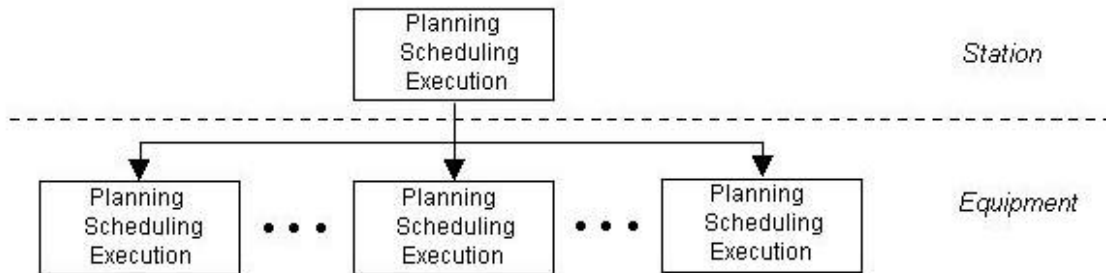 Planning
Scheduling
Execution
Station
Planning
Scheduling
Execution
Planning
Scheduling
Execution
Planning
Scheduling
Execution
Equipment